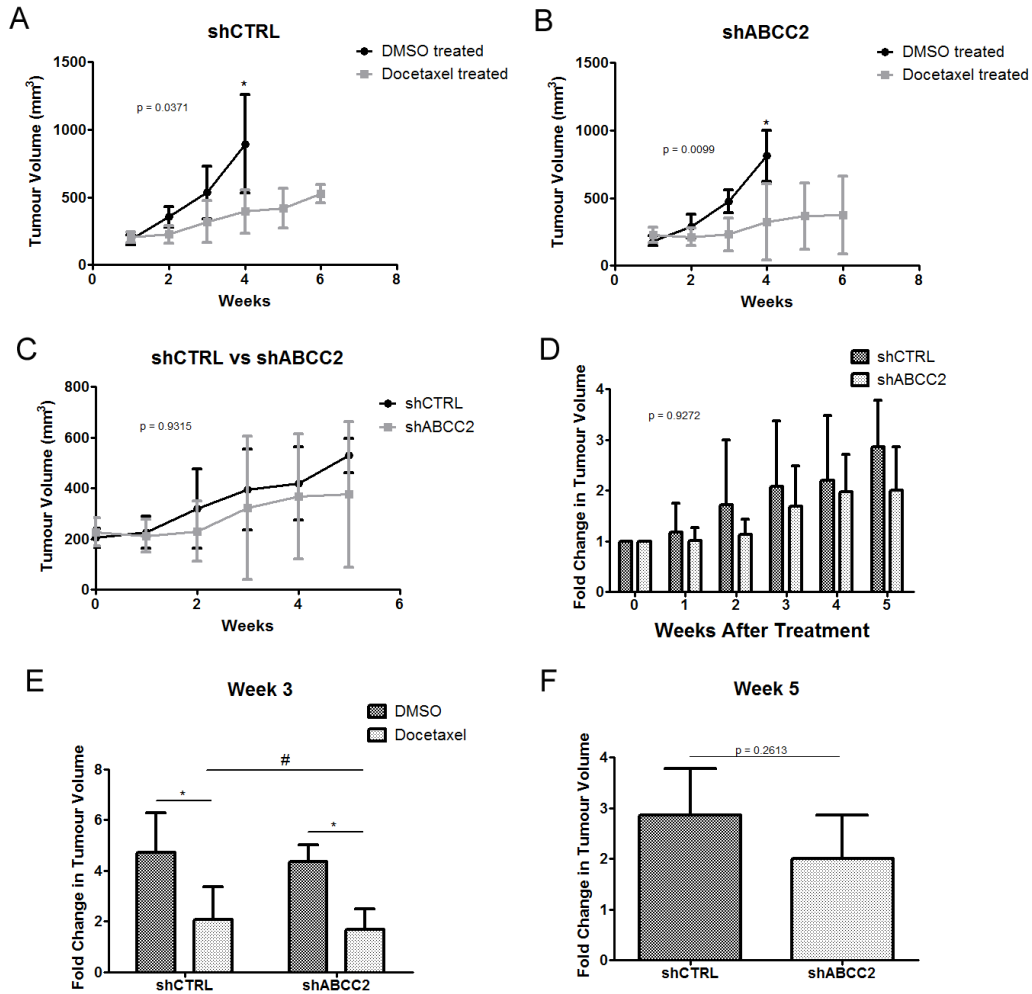 A
shCTRL
DMSO treated
Docetaxel treated
Tumour Volume (mm³)
1500
1000
500
0
p = 0.0371
*
0 2 4 6 8
Weeks
B
shABCC2
DMSO treated
Docetaxel treated
Tumour Volume (mm³)
1500
1000
500
0
p = 0.0099
*
0 2 4 6 8
Weeks
C
shCTRL vs shABCC2
shCTRL
shABCC2
Tumour Volume (mm³)
800
600
400
200
0
p = 0.9315
0 2 4 6
Weeks
D
shCTRL
shABCC2
Fold Change in Tumour Volume
4
3
2
1
0
p = 0.9272
0 1 2 3 4 5
Weeks After Treatment
E
Week 3
DMSO
Docetaxel
Fold Change in Tumour Volume
8
6
4
2
0
#
*
*
shCTRL shABCC2
F
Week 5
Fold Change in Tumour Volume
4
3
2
1
0
p = 0.2613
shCTRL shABCC2